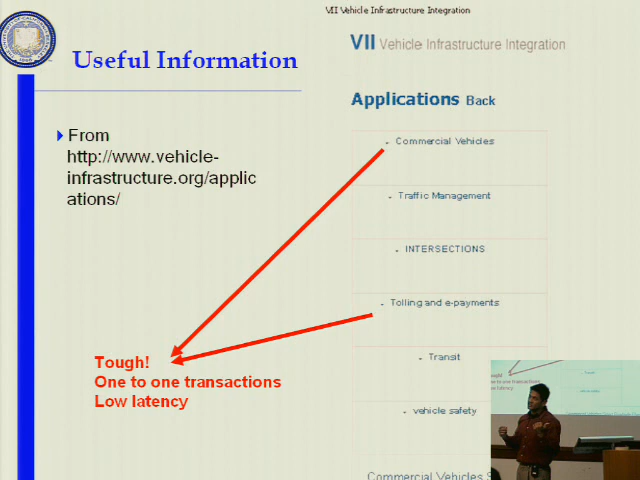 VII Vehicle Infrastructure Integration
VII Vehicle Infrastructure Integration
Useful Information
Applications Back
From
http://www.vehicle-
infrastructure.org/applic
ations/
Commercial Vehicles
Traffic Management
INTERSECTIONS
Tolling and e-payments
Transit
vehicle safety
Commercial Vehicles S
Tough!
One to one transactions
Low latency